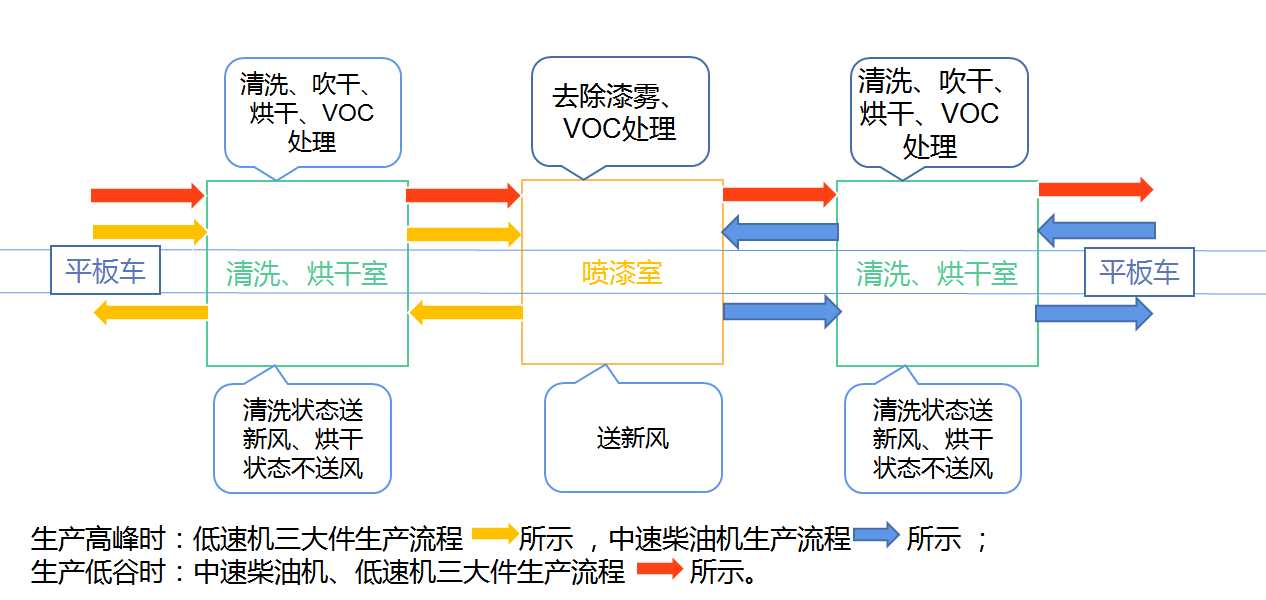 清洗、吹干、
烘干、VOC
处理
去除漆雾、
VOC处理
清洗、吹干、
烘干、VOC
处理
平板车
清洗、烘干室
喷漆室
清洗、烘干室
平板车
清洗状态送
新风、烘干
状态不送风
送新风
清洗状态送
新风、烘干
状态不送风
生产高峰时：低速机三大件生产流程 所示 ，中速柴油机生产流程 所示 ；
生产低谷时：中速柴油机、低速机三大件生产流程 所示。